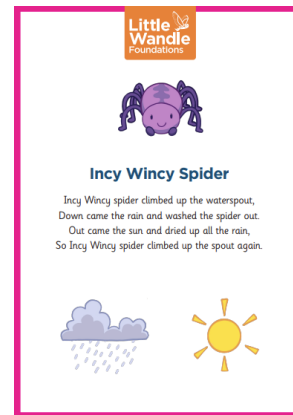 Little
Wandle
Foundations
Incy Wincy Spider
Incy Wincy spider climbed up the waterspout,
Down came the rain and washed the spider out.
Out came the sun and dried up all the rain,
So Incy Wincy spider climbed up the spout again.